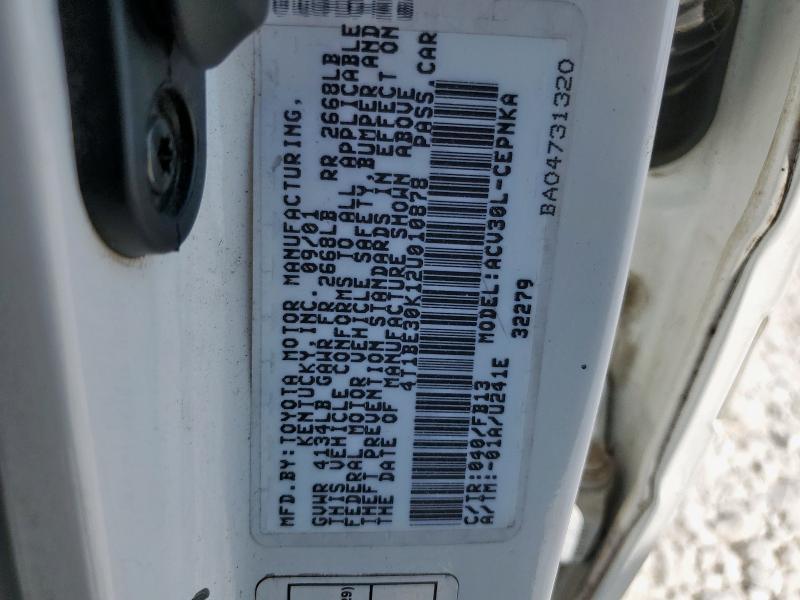 MFD.BY:TOYOTA MOTOR MANUFACTURING,
KENTUCKY,INC. 09/01
GVWR 4134LB GAWR FR 2668LB RR 2668LB
THIS VEHICLE CONFORMS TO ALL APPLICABLE
FEDERAL MOTOR VEHICLE SAFETY,BUMPER AND
THEFT PREVENTION STANDARDS IN EFFECT ON
THE DATE OF MANUFACTURE SHOWN ABOVE
4T1BE30K12U010878 PASS.CAR
C/TR:040/FB13 MODEL:ACV30L-CEPNKA
A/TM:-01A/U241E 32279
BA04731320